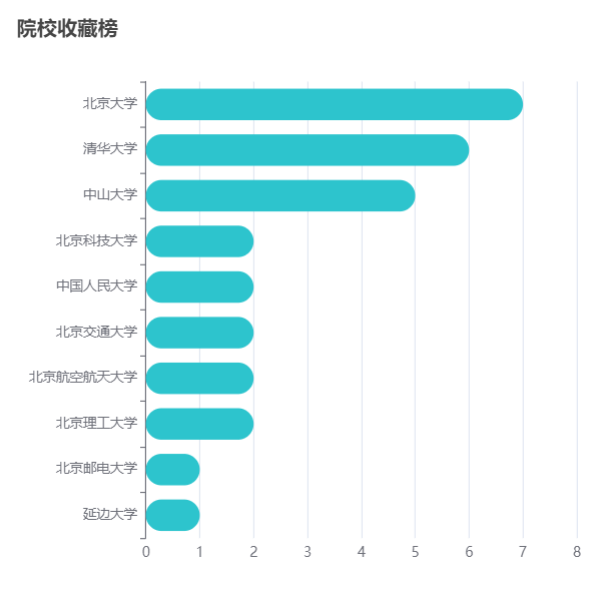 院校收藏榜
北京大学
清华大学
中山大学
北京科技大学
中国人民大学
北京交通大学
北京航空航天大学
北京理工大学
北京邮电大学
延边大学
0 1 2 3 4 5 6 7 8